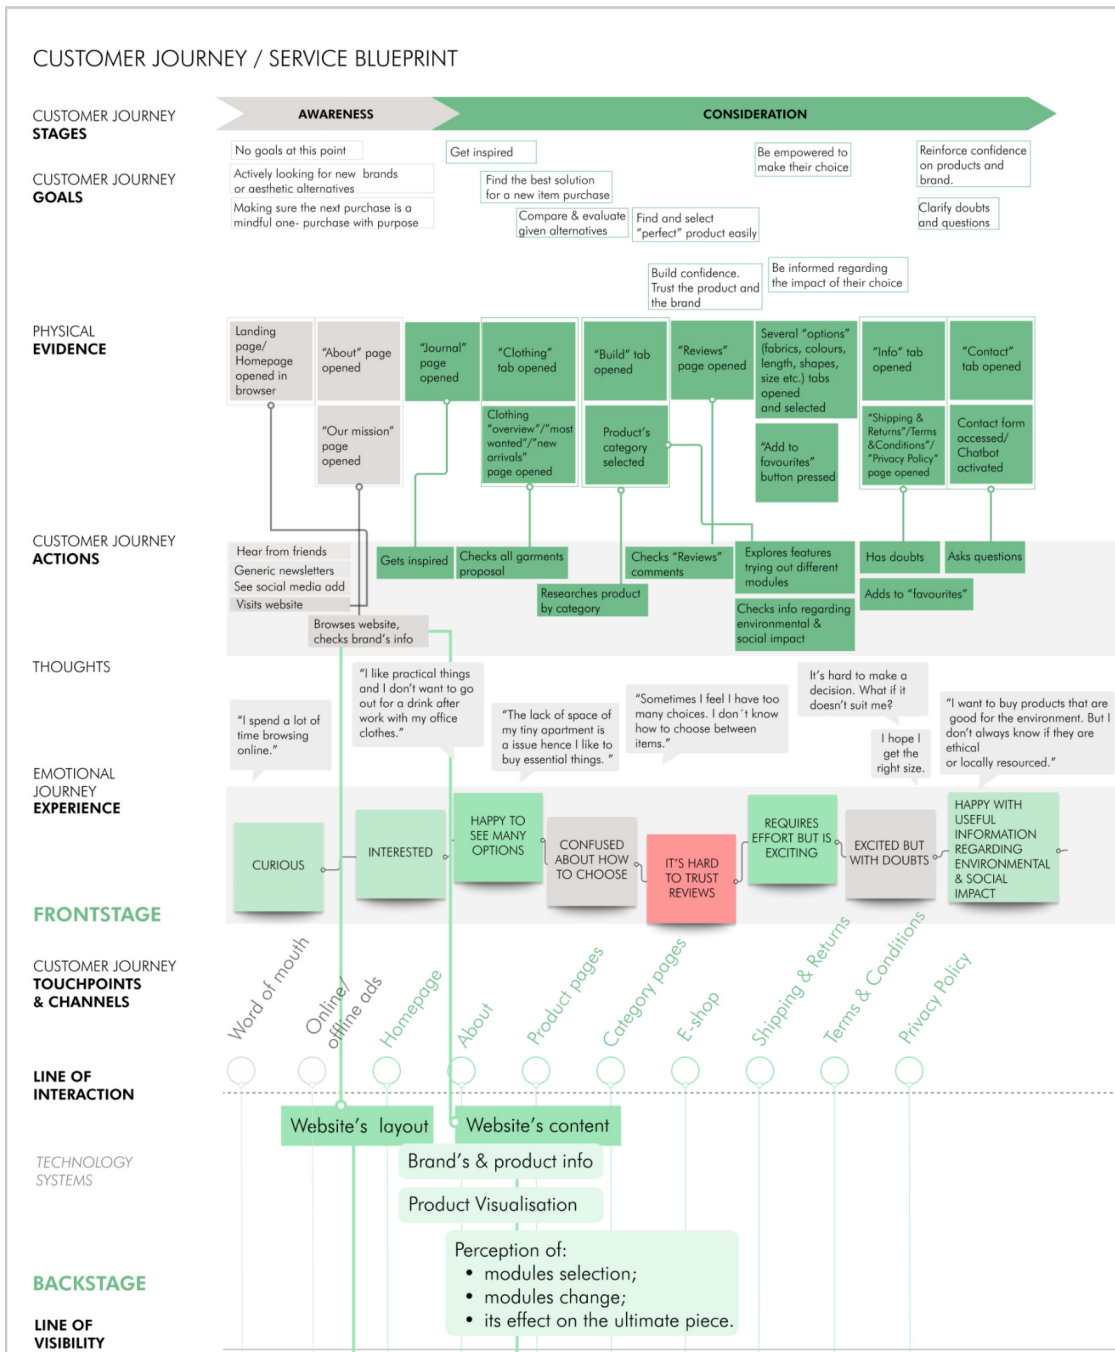 CUSTOMER JOURNEY / SERVICE BLUEPRINT
CUSTOMER JOURNEY
STAGES
AWARENESS
CONSIDERATION
CUSTOMER JOURNEY
GOALS
No goals at this point
Actively looking for new brands
or aesthetic alternatives
Making sure the next purchase is a
mindful one- purchase with purpose
Get inspired
Find the best solution
for a new item purchase
Compare & evaluate
given alternatives
Find and select
"perfect" product easily
Build confidence.
Trust the product and
the brand
Be empowered to
make their choice
Be informed regarding
the impact of their choice
Reinforce confidence
on products and
brand.
Clarify doubts
and questions
PHYSICAL
EVIDENCE
Landing
page/
Homepage
opened in
browser
"About" page
opened
"Our mission"
page
opened
"Journal"
page
opened
"Clothing"
tab opened
Clothing
"overview"/"most
wanted"/"new
arrivals"
page opened
"Build" tab
opened
Product's
category
selected
"Reviews"
page opened
Several "options"
(fabrics, colours,
length, shapes,
size etc.) tabs
opened
and selected
"Add to
favourites"
button pressed
"Info" tab
opened
"Shipping &
Returns"/Terms
&Conditions"/
"Privacy Policy"
page opened
"Contact"
tab opened
Contact form
accessed/
Chatbot
activated
CUSTOMER JOURNEY
ACTIONS
Hear from friends
Generic newsletters
See social media add
Visits website
Browses website,
checks brand's info
Gets inspired
Checks all garments
proposal
Researches product
by category
Checks "Reviews"
comments
Explores features
trying out different
modules
Checks info regarding
environmental &
social impact
Has doubts
Adds to "favourites"
Asks questions
THOUGHTS
"I spend a lot of
time browsing
online."
"I like practical things
and I don't want to go
out for a drink after
work with my office
clothes."
"The lack of space of
my tiny apartment is
a issue hence I like to
buy essential things. "
"Sometimes I feel I have too
many choices. I don´t know
how to choose between
items."
It's hard to make a
decision. What if it
doesn't suit me?
I hope I
get the
right size.
"I want to buy products that are
good for the environment. But I
don't always know if they are
ethical
or locally resourced."
EMOTIONAL
JOURNEY
EXPERIENCE
CURIOUS
INTERESTED
HAPPY TO
SEE MANY
OPTIONS
CONFUSED
ABOUT HOW
TO CHOOSE
IT'S HARD
TO TRUST
REVIEWS
REQUIRES
EFFORT BUT IS
EXCITING
EXCITED BUT
WITH DOUBTS
HAPPY WITH
USEFUL
INFORMATION
REGARDING
ENVIRONMENTAL
& SOCIAL
IMPACT
FRONTSTAGE
CUSTOMER JOURNEY
TOUCHPOINTS
& CHANNELS
Word of mouth
Online/
offline ads
Homepage
About
Product pages
Category pages
E-shop
Shipping & Returns
Terms & Conditions
Privacy Policy
LINE OF
INTERACTION
Website's layout
Website's content
TECHNOLOGY
SYSTEMS
Brand's & product info
Product Visualisation
Perception of:
• modules selection;
• modules change;
• its effect on the ultimate piece.
BACKSTAGE
LINE OF
VISIBILITY